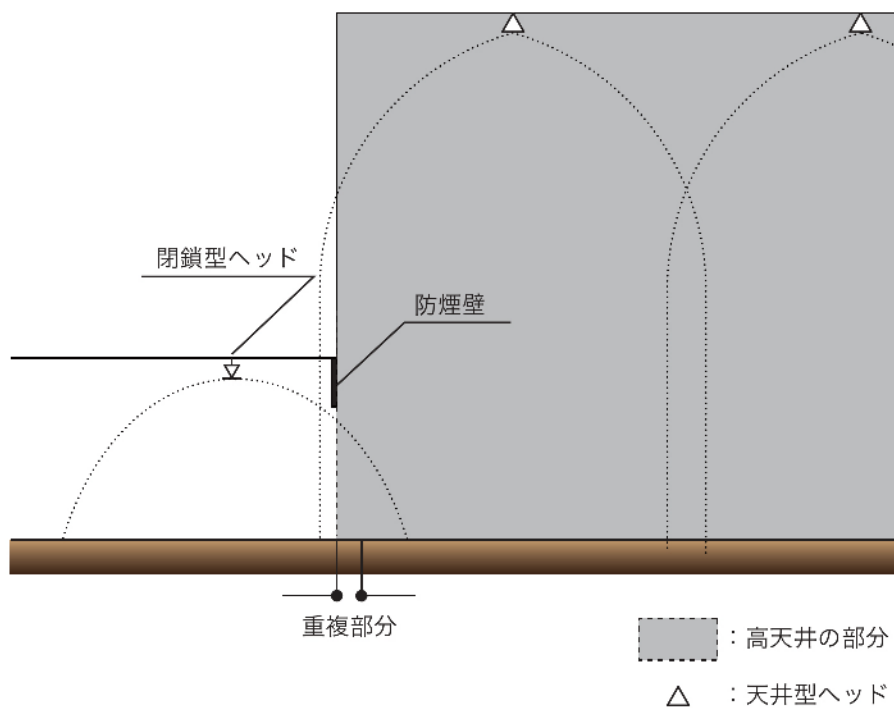 閉鎖型ヘッド
防煙壁
重複部分
：高天井の部分
：天井型ヘッド